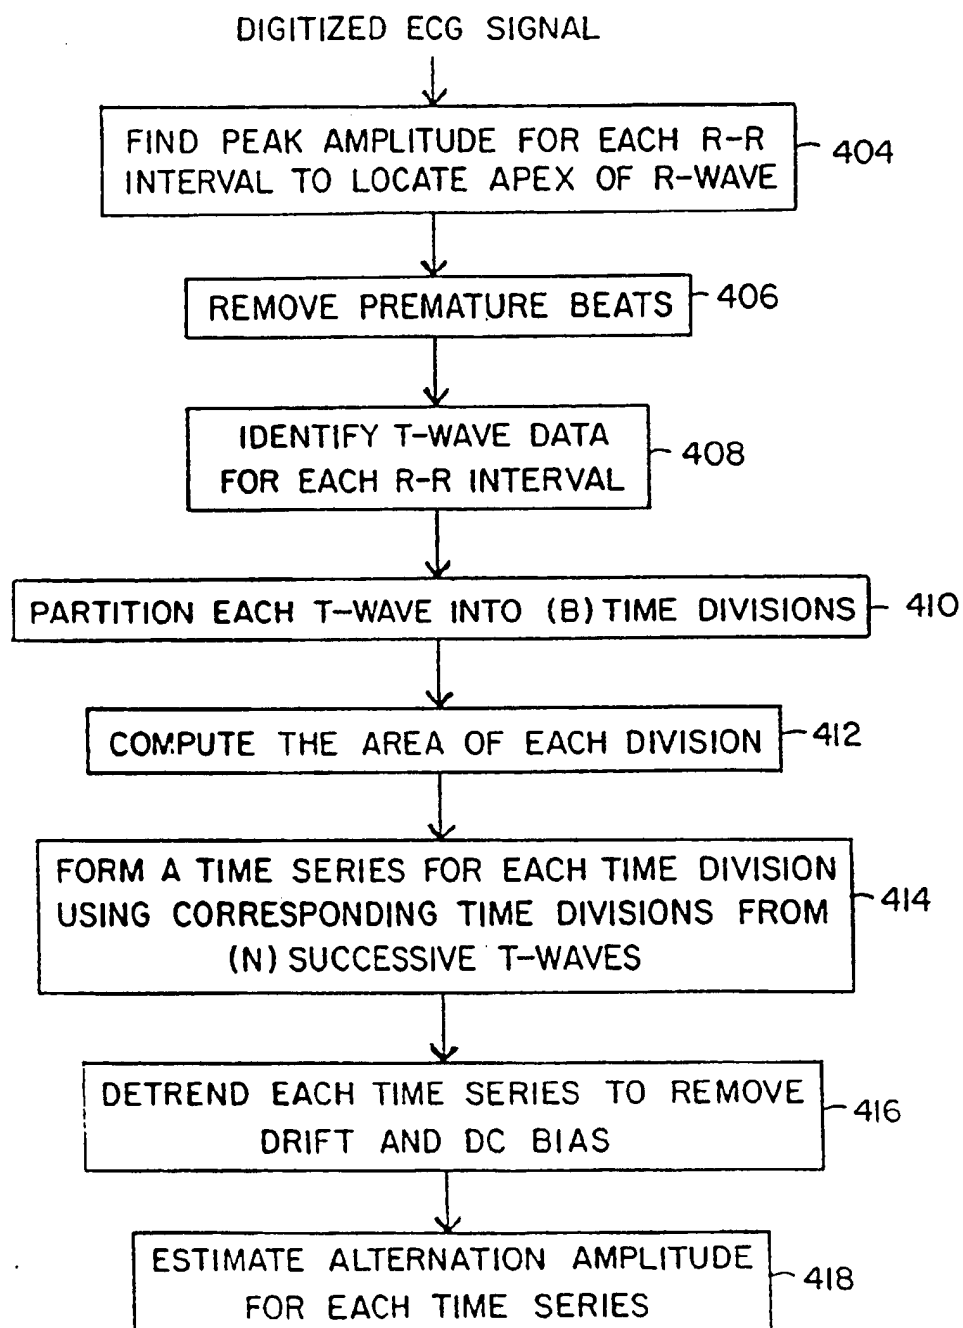 DIGITIZED ECG SIGNAL
FIND PEAK AMPLITUDE FOR EACH R-R
INTERVAL TO LOCATE APEX OF R-WAVE
404
REMOVE PREMATURE BEATS
406
IDENTIFY T-WAVE DATA
FOR EACH R-R INTERVAL
408
PARTITION EACH T-WAVE INTO (B) TIME DIVISIONS
410
COMPUTE THE AREA OF EACH DIVISION
412
FORM A TIME SERIES FOR EACH TIME DIVISION
USING CORRESPONDING TIME DIVISIONS FROM
(N) SUCCESSIVE T-WAVES
414
DETREND EACH TIME SERIES TO REMOVE
DRIFT AND DC BIAS
416
ESTIMATE ALTERNATION AMPLITUDE
FOR EACH TIME SERIES
418